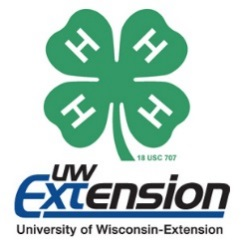 H H
H H
18 USC 707
UW
Extension
University of Wisconsin-Extension